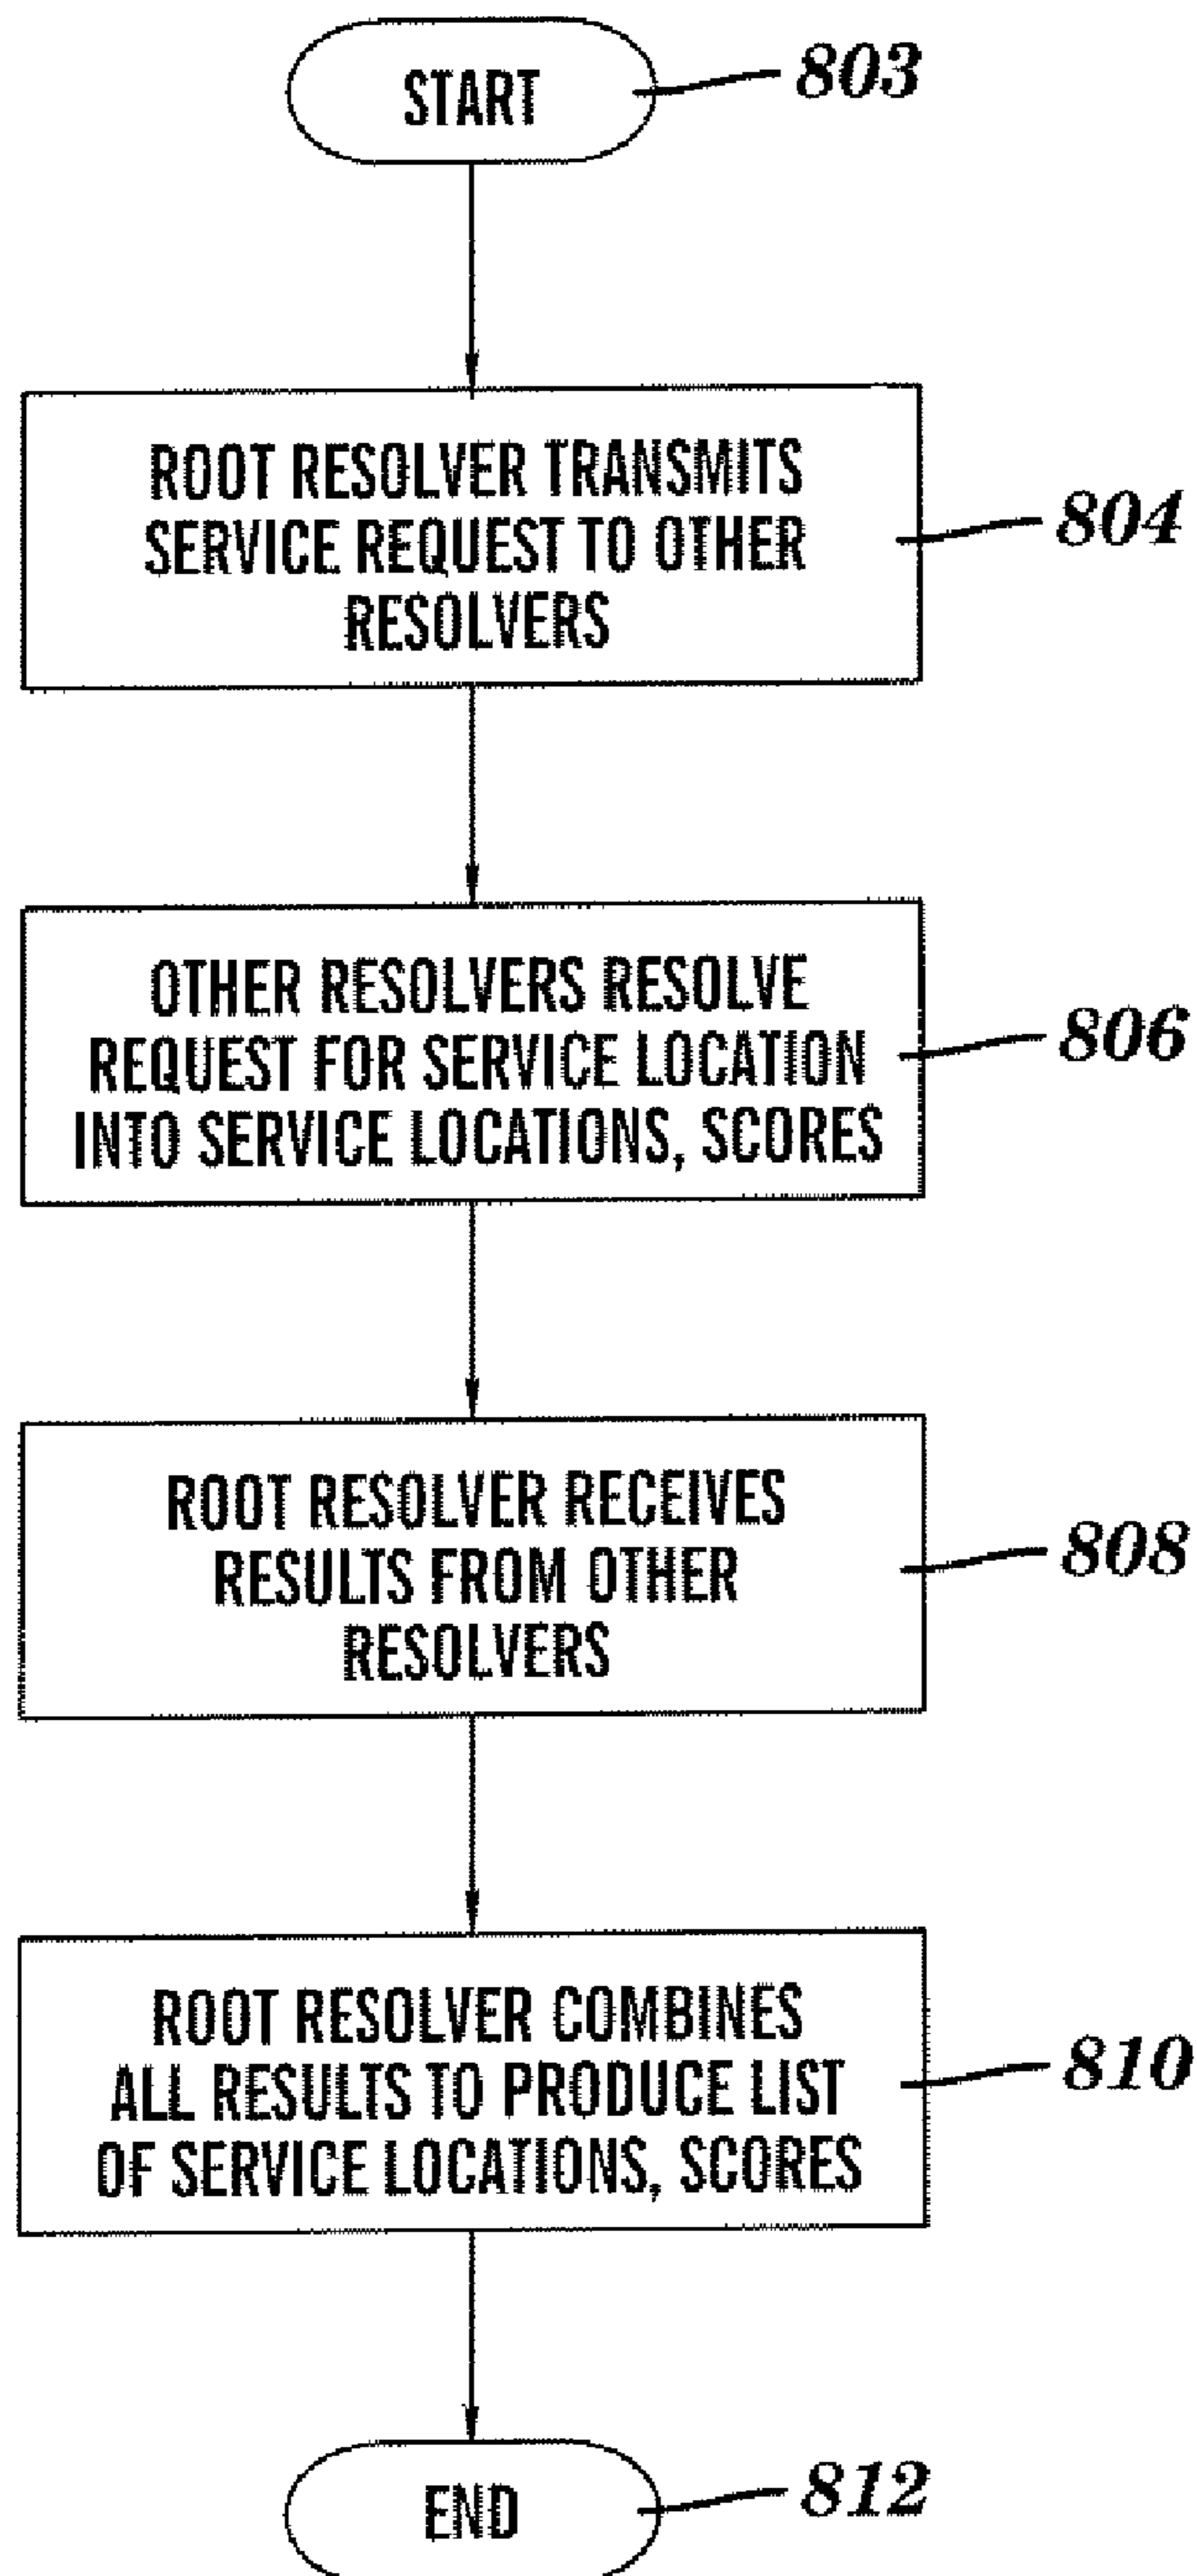 START
803
ROOT RESOLVER TRANSMITS
SERVICE REQUEST TO OTHER
RESOLVERS
804
OTHER RESOLVERS RESOLVE
REQUEST FOR SERVICE LOCATION
INTO SERVICE LOCATIONS, SCORES
806
ROOT RESOLVER RECEIVES
RESULTS FROM OTHER
RESOLVERS
808
ROOT RESOLVER COMBINES
ALL RESULTS TO PRODUCE LIST
OF SERVICE LOCATIONS, SCORES
810
END
812